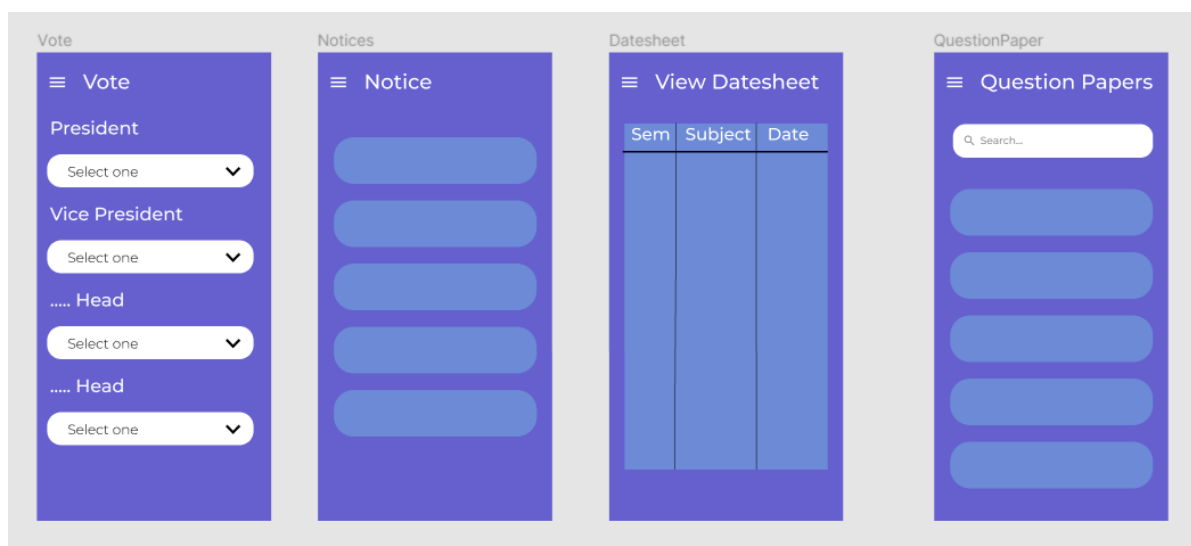 Vote
Vote
President
Select one
Vice President
Select one
..... Head
Select one
..... Head
Select one
Notices
Notice
Datesheet
View Datesheet
Sem Subject Date
QuestionPaper
Question Papers
Search...